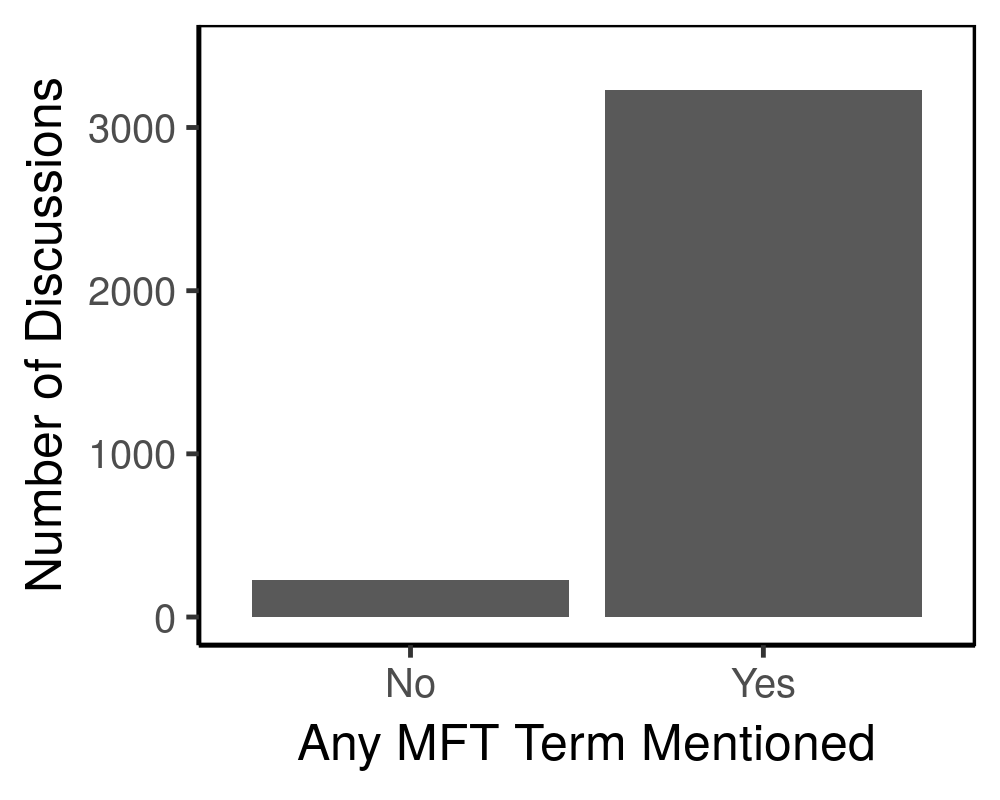 Number of Discussions
3000
2000
1000
0
No Yes
Any MFT Term Mentioned